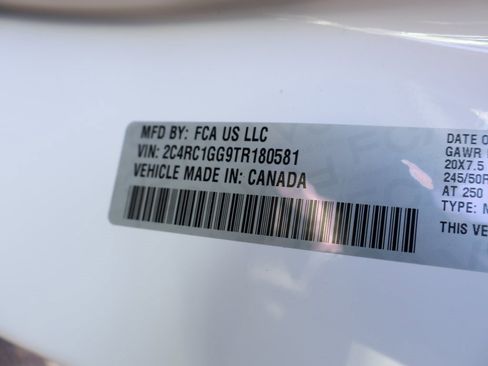 MFD BY: FCA US LLC
VIN: 2C4RC1GG9TR180581
VEHICLE MADE IN: CANADA
DATE O
GAWR
20X7.5
245/50R
AT 250
TYPE:
THIS VE